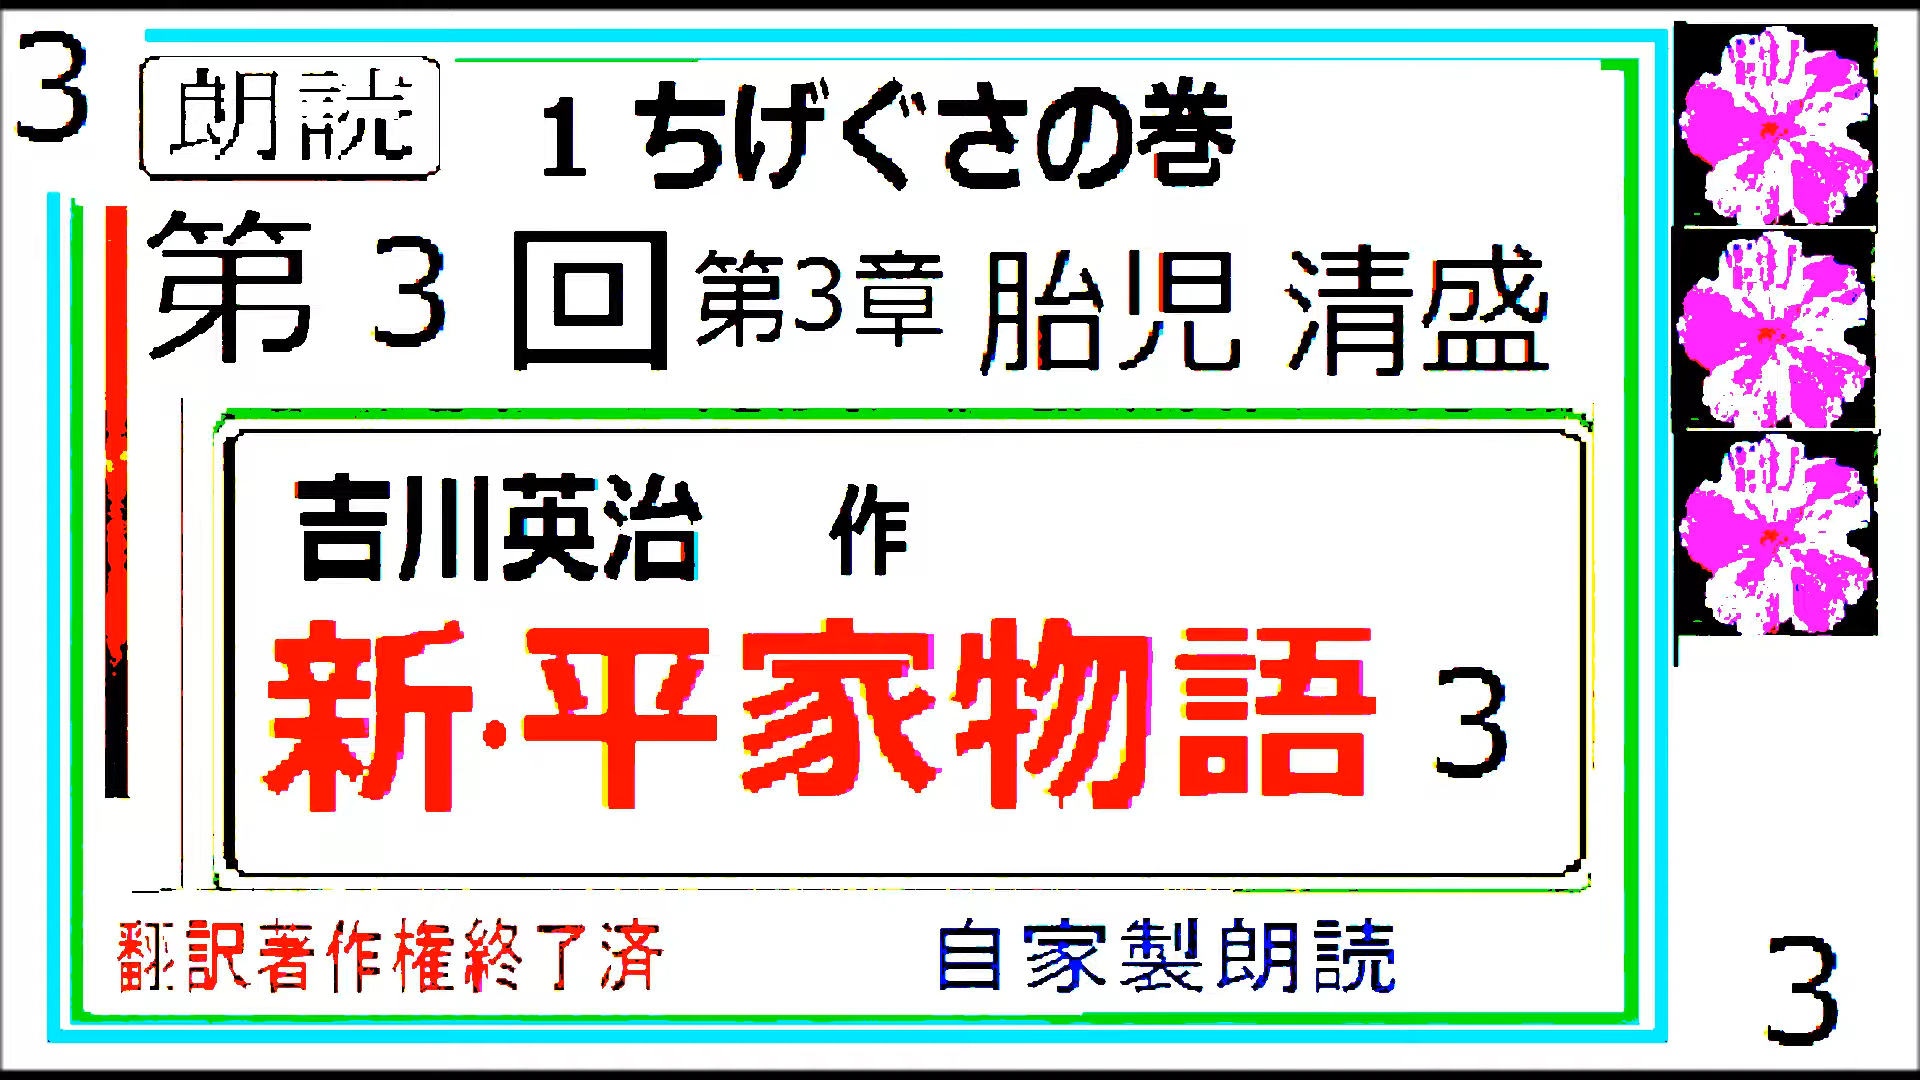 3
朗読 1 ちげぐさの巻
第3回 第3章 胎児 清盛
吉川英治 作
新・平家物語 3
翻訳著作権終了済 自家製朗読
3